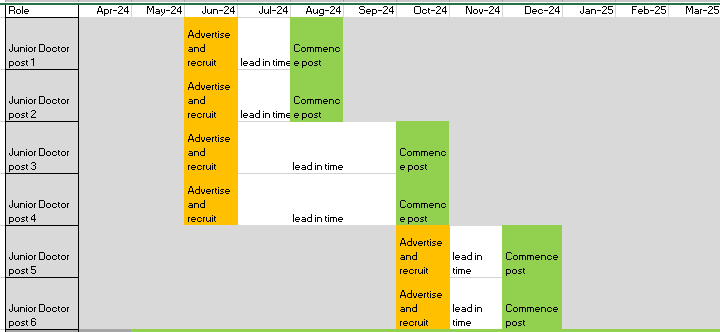 Role Apr-24 May-24 Jun-24 Jul-24 Aug-24 Sep-24 Oct-24 Nov-24 Dec-24 Jan-25 Feb-25 Mar-25
Junior Doctor
post 1
Advertise
and
recruit
lead in time
Commenc
e post
Junior Doctor
post 2
Advertise
and
recruit
lead in time
Commenc
e post
Junior Doctor
post 3
Advertise
and
recruit
lead in time
Commenc
e post
Junior Doctor
post 4
Advertise
and
recruit
lead in time
Commenc
e post
Junior Doctor
post 5
Advertise
and
recruit
lead in
time
Commence
post
Junior Doctor
post 6
Advertise
and
recruit
lead in
time
Commence
post